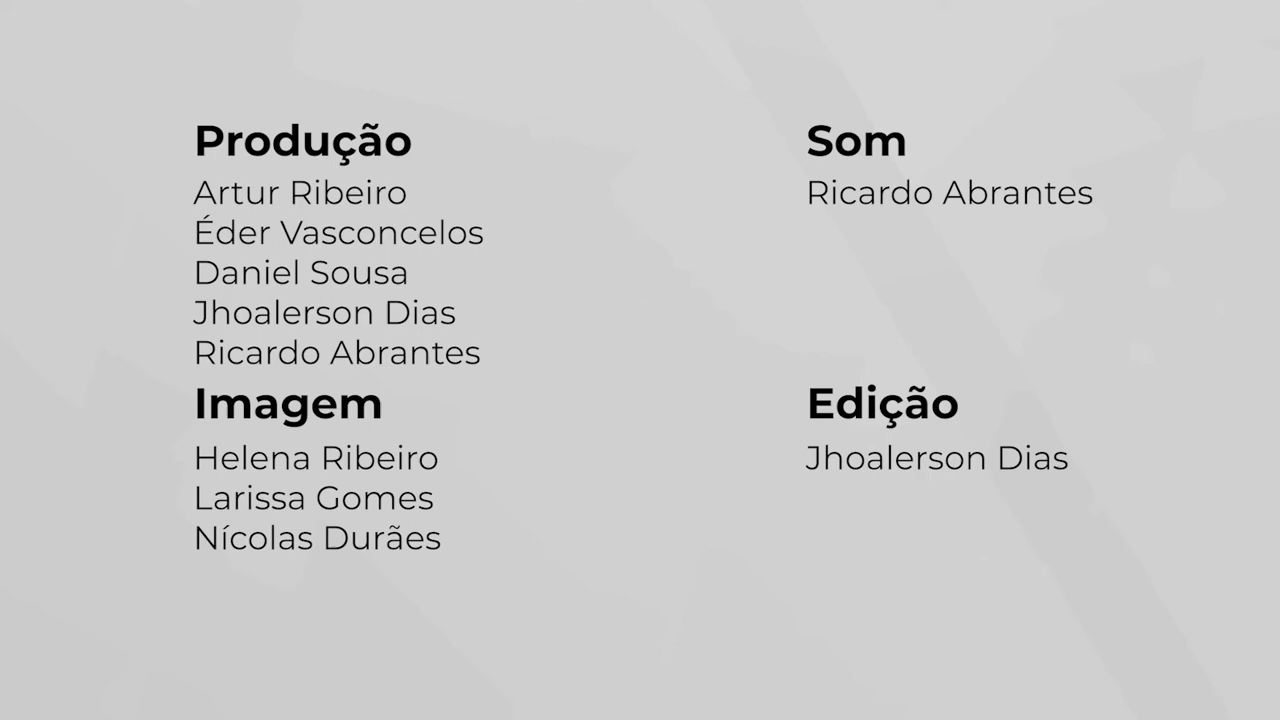 Produção
Artur Ribeiro
Éder Vasconcelos
Daniel Sousa
Jhoalerson Dias
Ricardo Abrantes
Som
Ricardo Abrantes
Imagem
Helena Ribeiro
Larissa Gomes
Nícolas Durães
Edição
Jhoalerson Dias